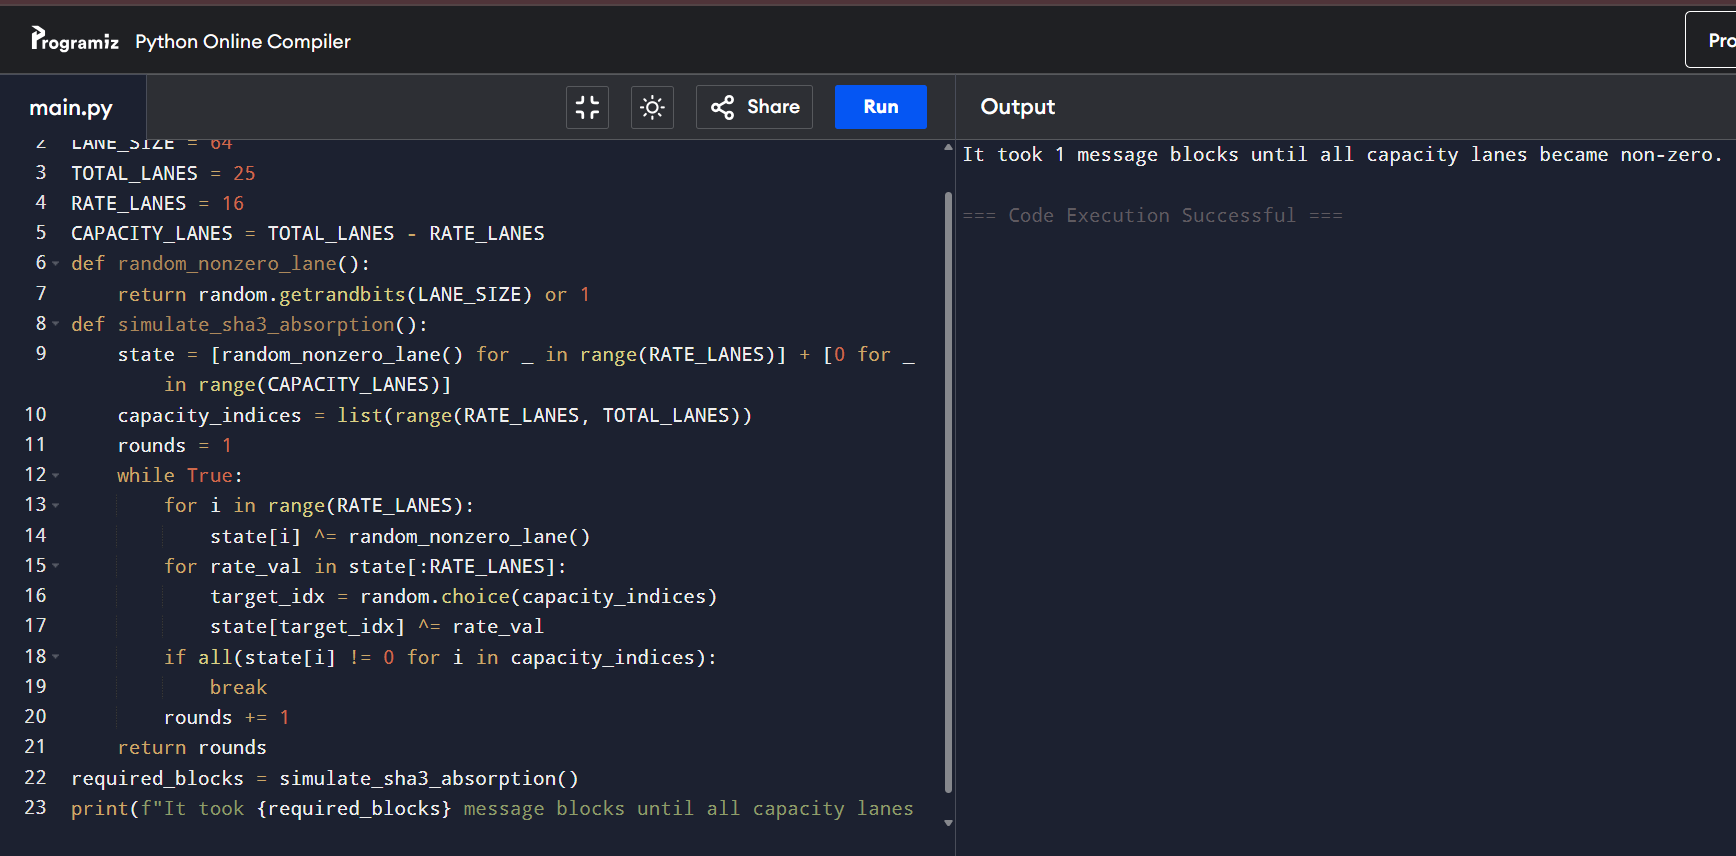 Programiz Python Online Compiler
Pro
main.py
Share
Run
Output
2 LANE_SIZE = 64
3 TOTAL_LANES = 25
4 RATE_LANES = 16
5 CAPACITY_LANES = TOTAL_LANES - RATE_LANES
6 def random_nonzero_lane():
7     return random.getrandbits(LANE_SIZE) or 1
8 def simulate_sha3_absorption():
9     state = [random_nonzero_lane() for _ in range(RATE_LANES)] + [0 for _
        in range(CAPACITY_LANES)]
10     capacity_indices = list(range(RATE_LANES, TOTAL_LANES))
11     rounds = 1
12     while True:
13         for i in range(RATE_LANES):
14             state[i] ^= random_nonzero_lane()
15         for rate_val in state[:RATE_LANES]:
16             target_idx = random.choice(capacity_indices)
17             state[target_idx] ^= rate_val
18         if all(state[i] != 0 for i in capacity_indices):
19             break
20         rounds += 1
21     return rounds
22 required_blocks = simulate_sha3_absorption()
23 print(f"It took {required_blocks} message blocks until all capacity lanes
It took 1 message blocks until all capacity lanes became non-zero.
=== Code Execution Successful ===